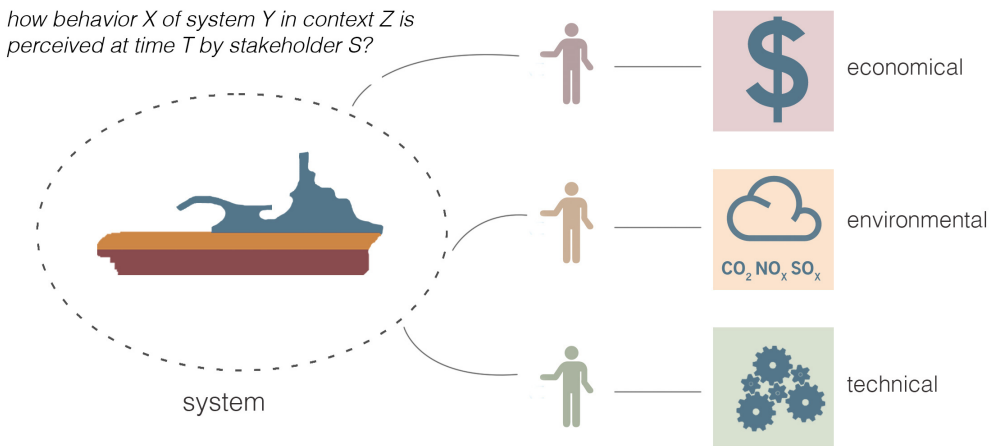 how behavior X of system Y in context Z is
perceived at time T by stakeholder S?
$
economical
CO₂ NOₓ SOₓ
environmental
technical
system